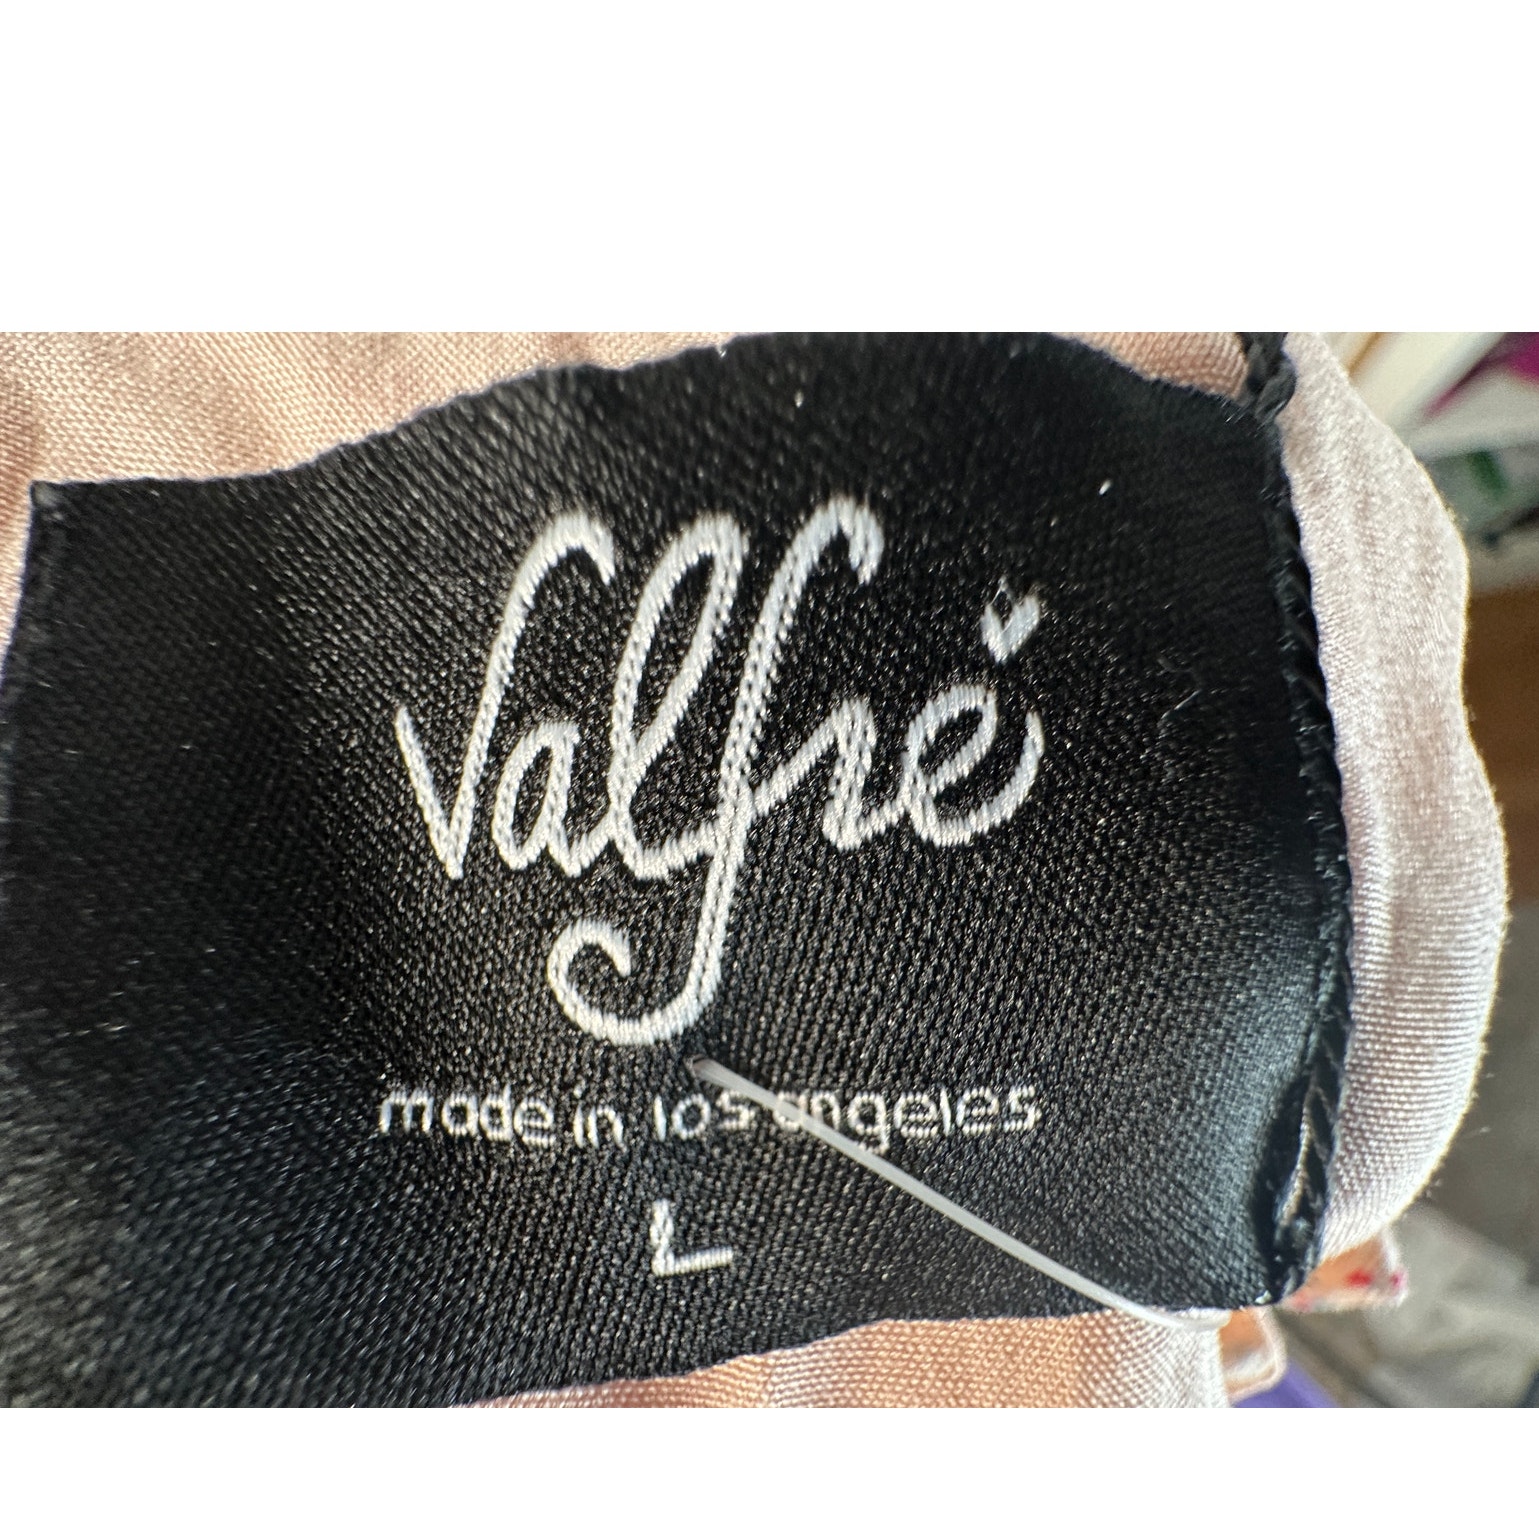 Valfré
made in los angeles
L